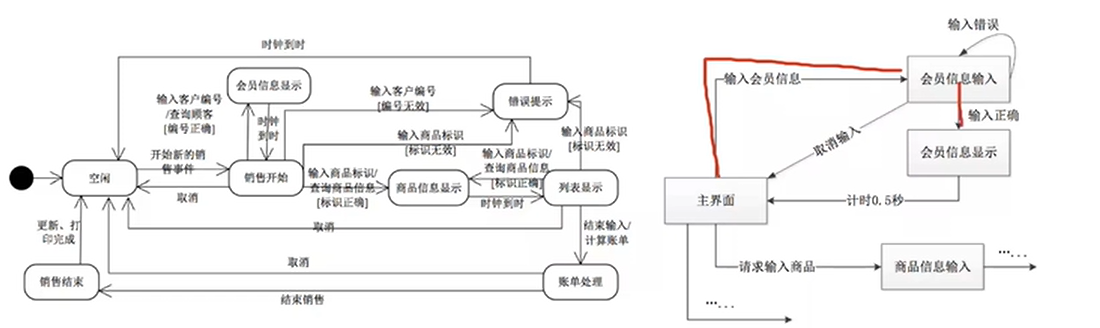 时钟到时
会员信息显示
输入客户编号
/查询顾客
[编号正确]
时钟
到时
输入客户编号
[编号无效]
错误提示
输入商品标识
[标识无效]
输入商品标识
[标识无效]
开始新的销
售事件
空闲
销售开始
取消
输入商品标识/
查询商品信息
[标识正确]
商品信息显示
输入商品标识/
查询商品信息
[标识正确]
时钟到时
列表显示
取消
结束输入/
计算账单
更新、打
印完成
取消
销售结束
账单处理
结束销售
输入错误
输入会员信息
会员信息输入
输入正确
取消输入
会员信息显示
主界面
计时0.5秒
请求输入商品
商品信息输入
...
...